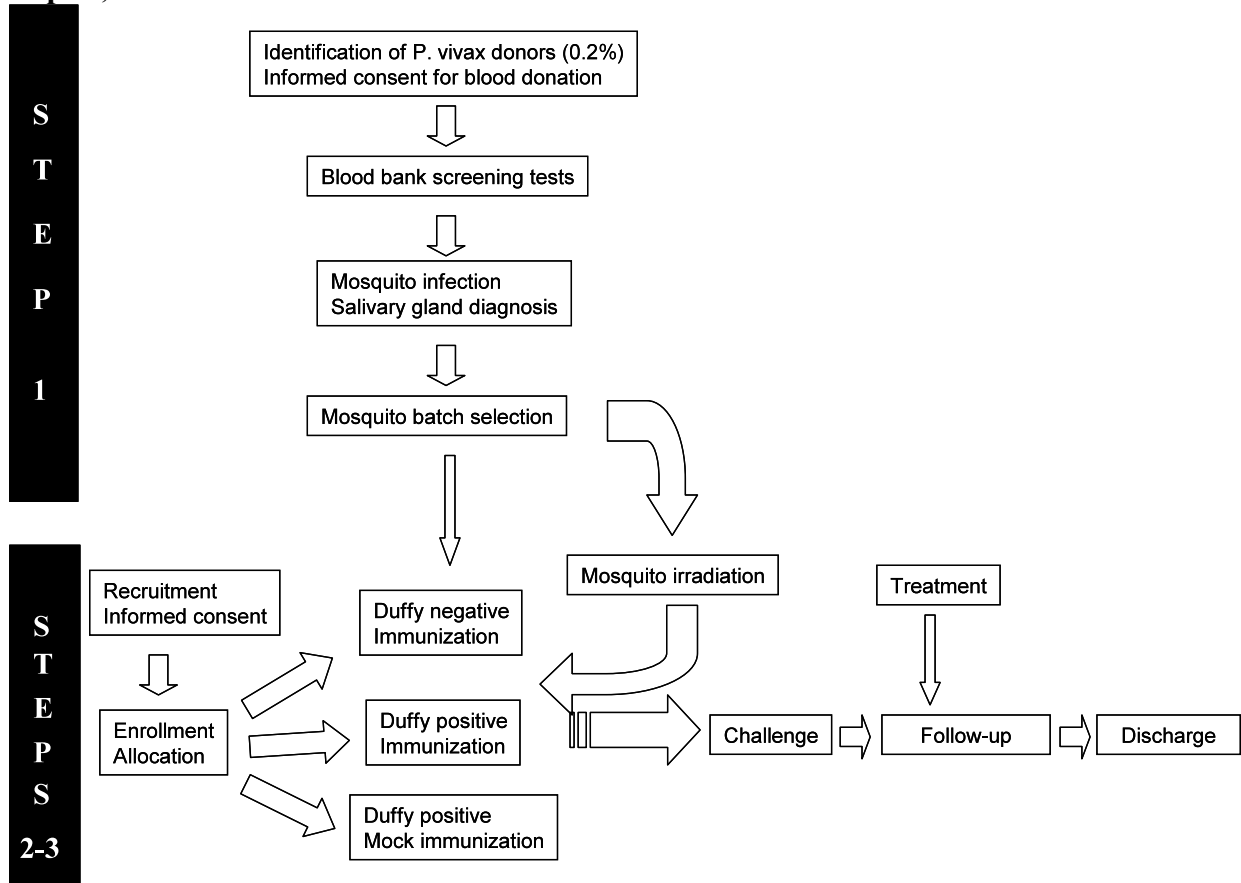 STEP 1
Identification of P. vivax donors (0.2%)
Informed consent for blood donation
Blood bank screening tests
Mosquito infection
Salivary gland diagnosis
Mosquito batch selection
STEPS 2-3
Recruitment
Informed consent
Enrollment
Allocation
Duffy negative
Immunization
Duffy positive
Immunization
Duffy positive
Mock immunization
Mosquito irradiation
Challenge
Treatment
Follow-up
Discharge